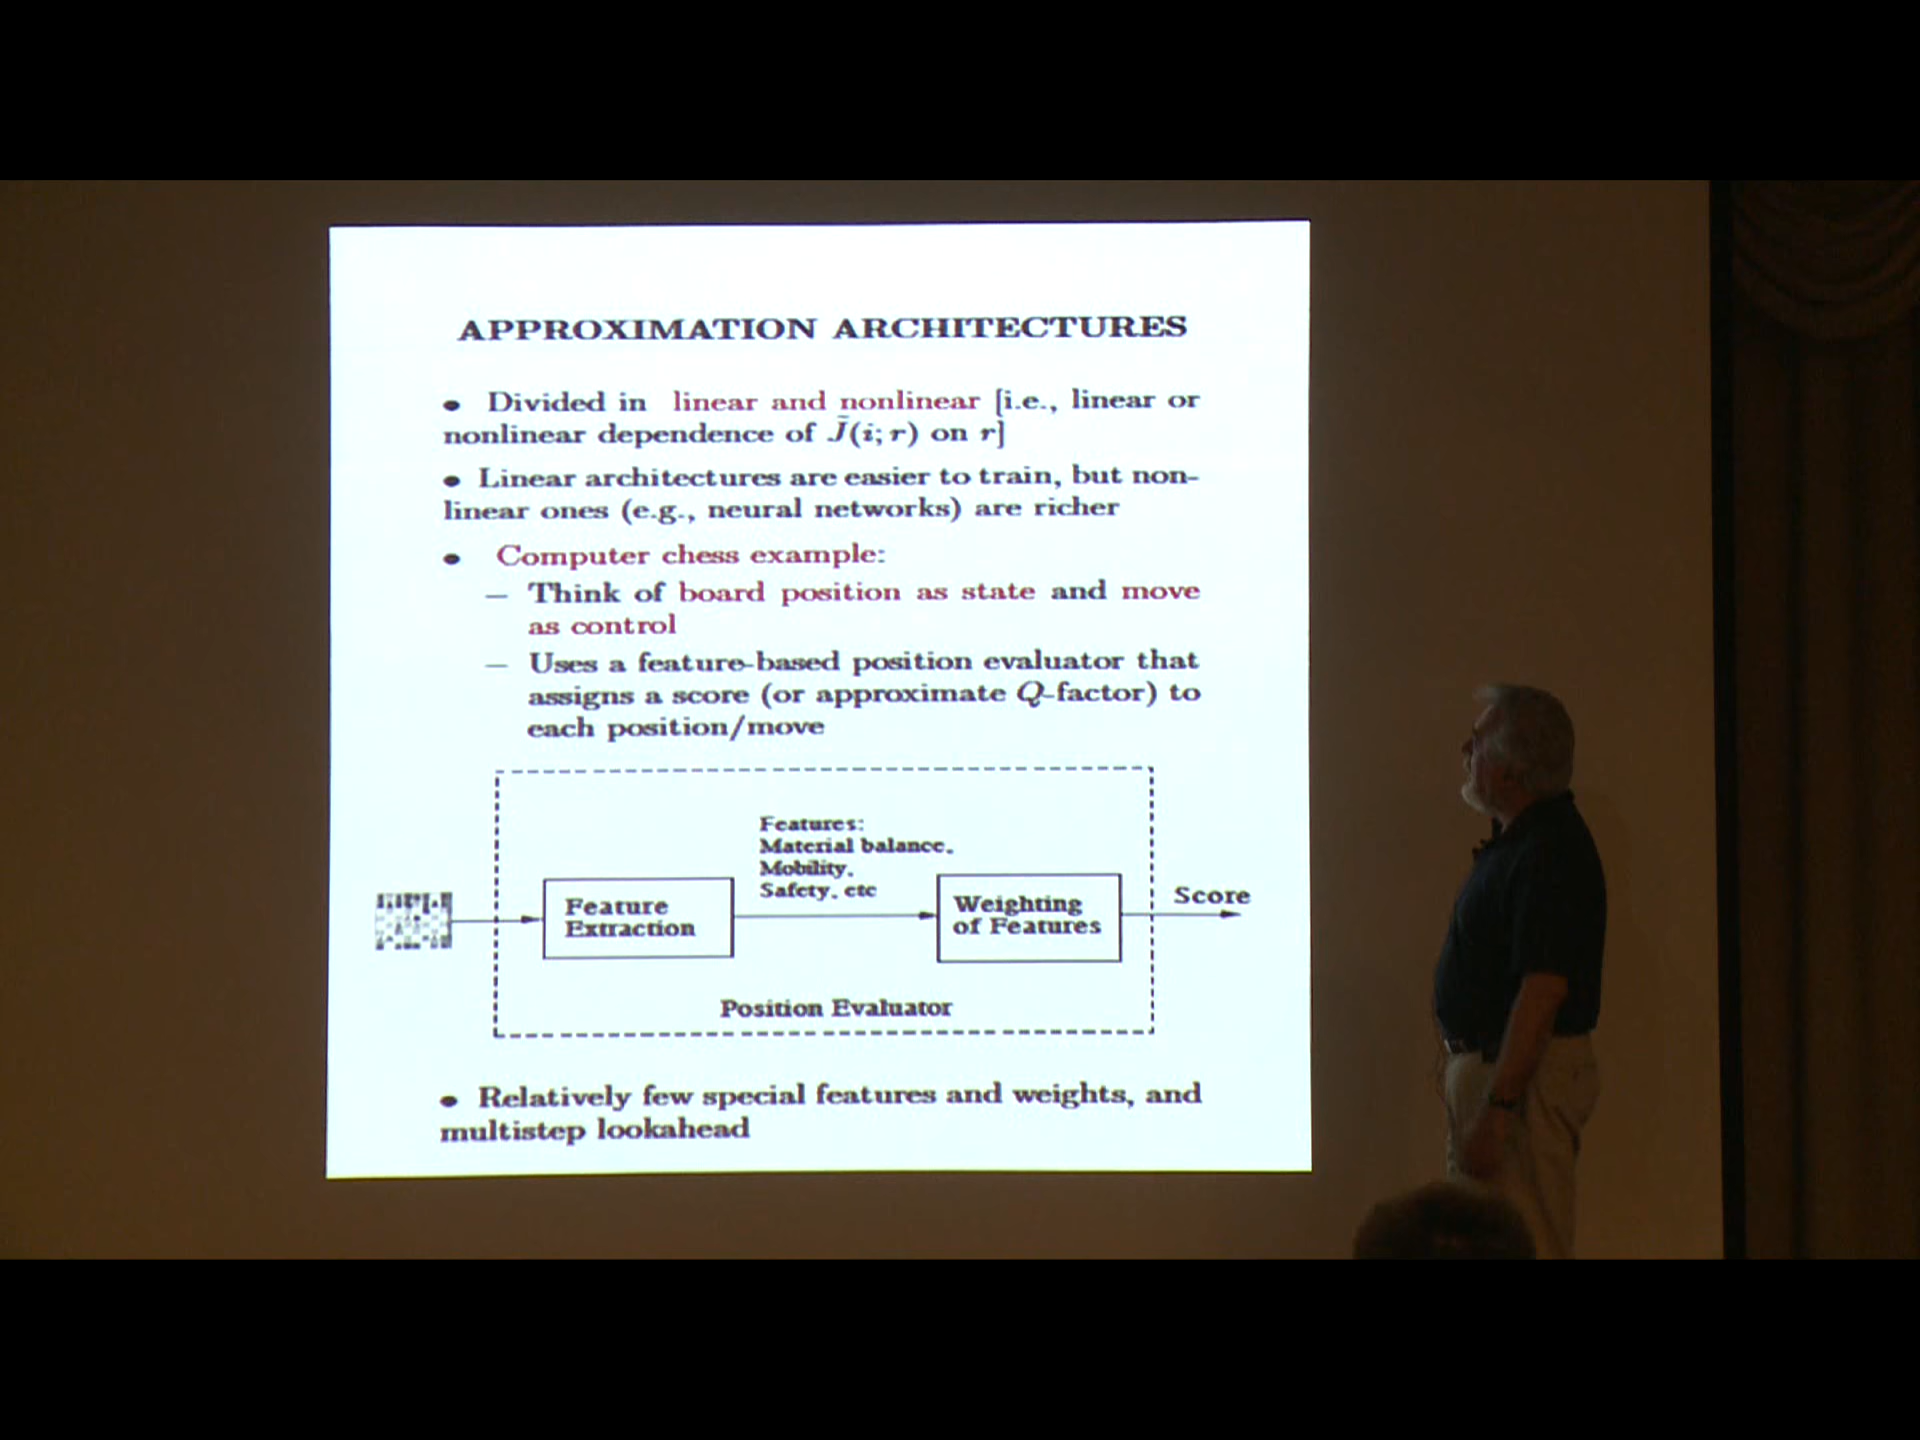 APPROXIMATION ARCHITECTURES
• Divided in linear and nonlinear [i.e., linear or
nonlinear dependence of J̃(i; r) on r]
• Linear architectures are easier to train, but non-
linear ones (e.g., neural networks) are richer
• Computer chess example:
– Think of board position as state and move
as control
– Uses a feature-based position evaluator that
assigns a score (or approximate Q-factor) to
each position/move
Features:
Material balance,
Mobility,
Safety, etc
Feature
Extraction
Weighting
of Features
Score
Position Evaluator
• Relatively few special features and weights, and
multistep lookahead